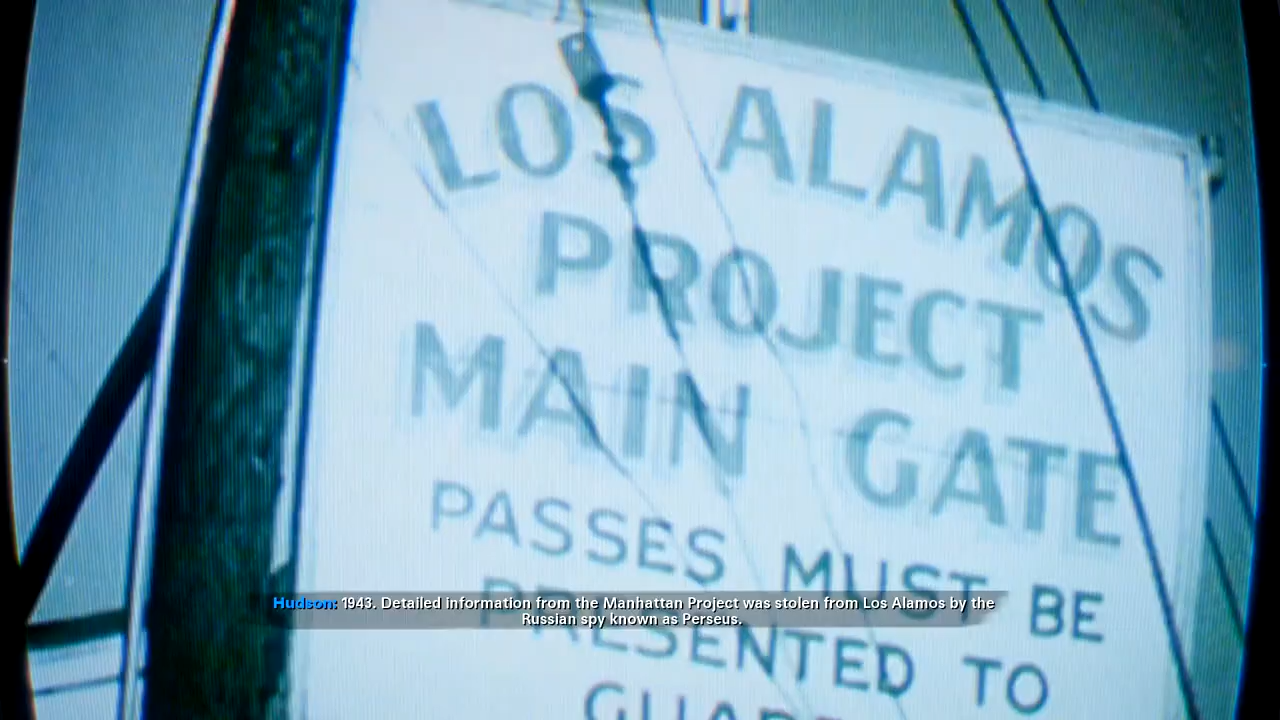 LOS ALAMOS
PROJECT
MAIN GATE
PASSES MUST BE
PRESENTED TO
Hudson: 1943. Detailed information from the Manhattan Project was stolen from Los Alamos by the
Russian spy known as Perseus.